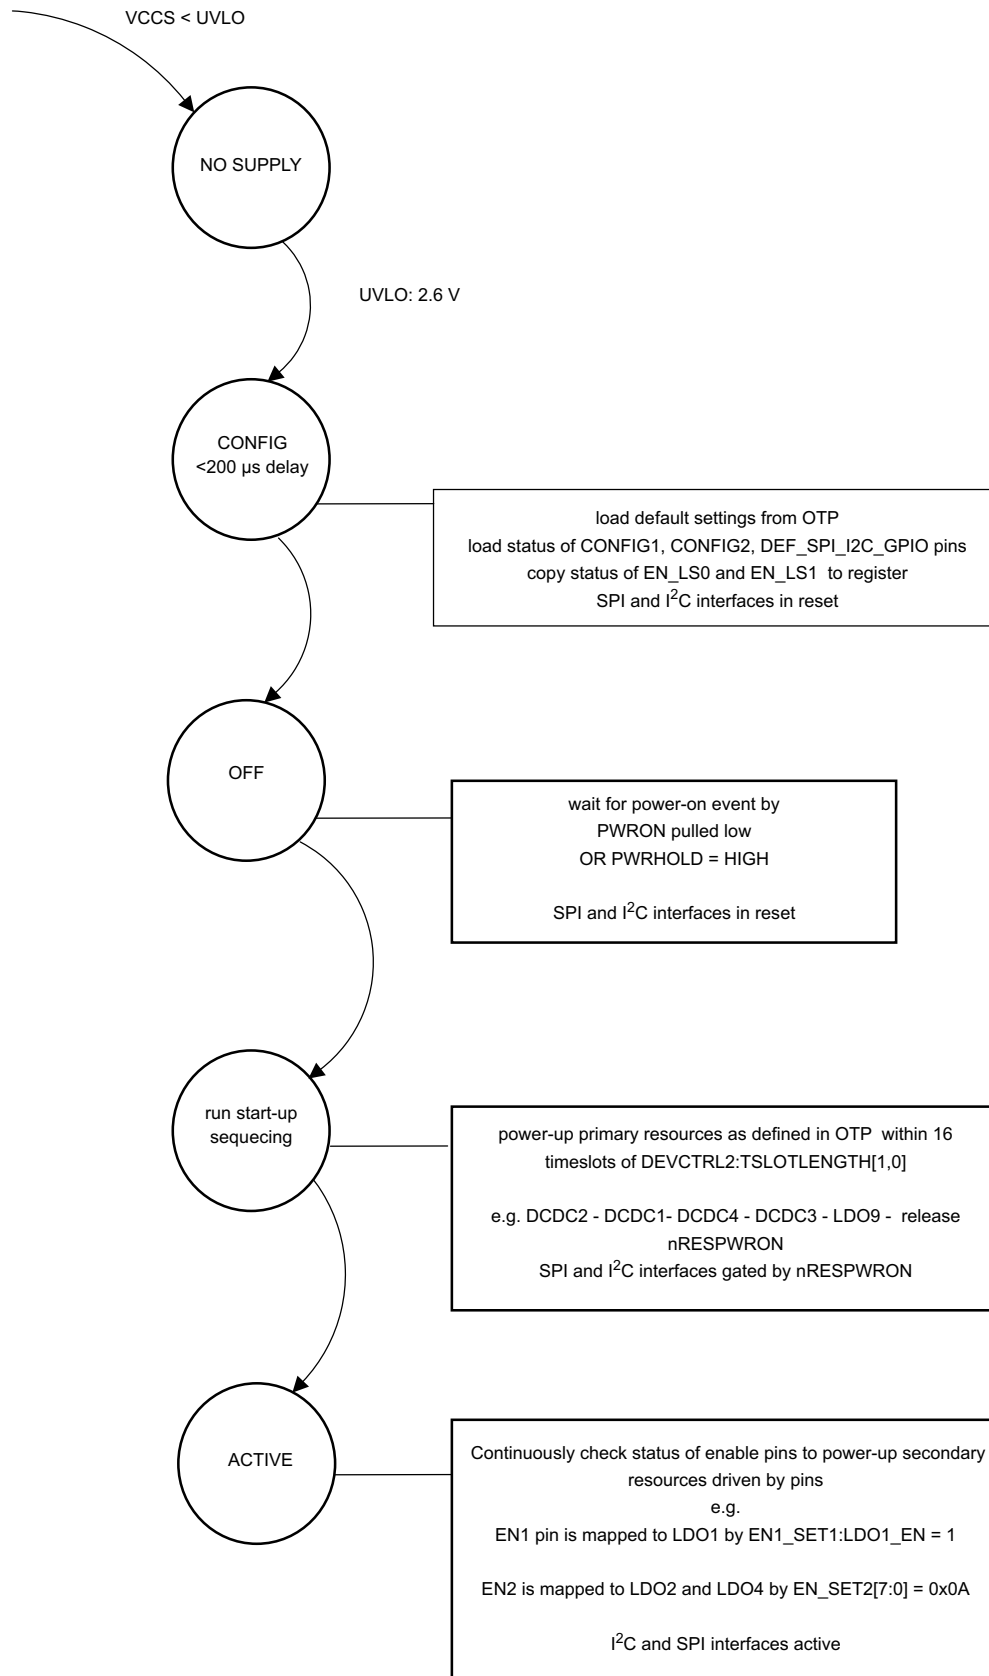 VCCS < UVLO
NO SUPPLY
UVLO: 2.6 V
CONFIG
<200 µs delay
load default settings from OTP
load status of CONFIG1, CONFIG2, DEF_SPI_I2C_GPIO pins
copy status of EN_LS0 and EN_LS1 to register
SPI and I²C interfaces in reset
OFF
wait for power-on event by
PWRON pulled low
OR PWRHOLD = HIGH
SPI and I²C interfaces in reset
run start-up
sequecing
power-up primary resources as defined in OTP within 16
timeslots of DEVCTRL2:TSLOTLENGTH[1,0]
e.g. DCDC2 - DCDC1- DCDC4 - DCDC3 - LDO9 - release
nRESPWRON
SPI and I²C interfaces gated by nRESPWRON
ACTIVE
Continuously check status of enable pins to power-up secondary
resources driven by pins
e.g.
EN1 pin is mapped to LDO1 by EN1_SET1:LDO1_EN = 1
EN2 is mapped to LDO2 and LDO4 by EN_SET2[7:0] = 0x0A
I²C and SPI interfaces active